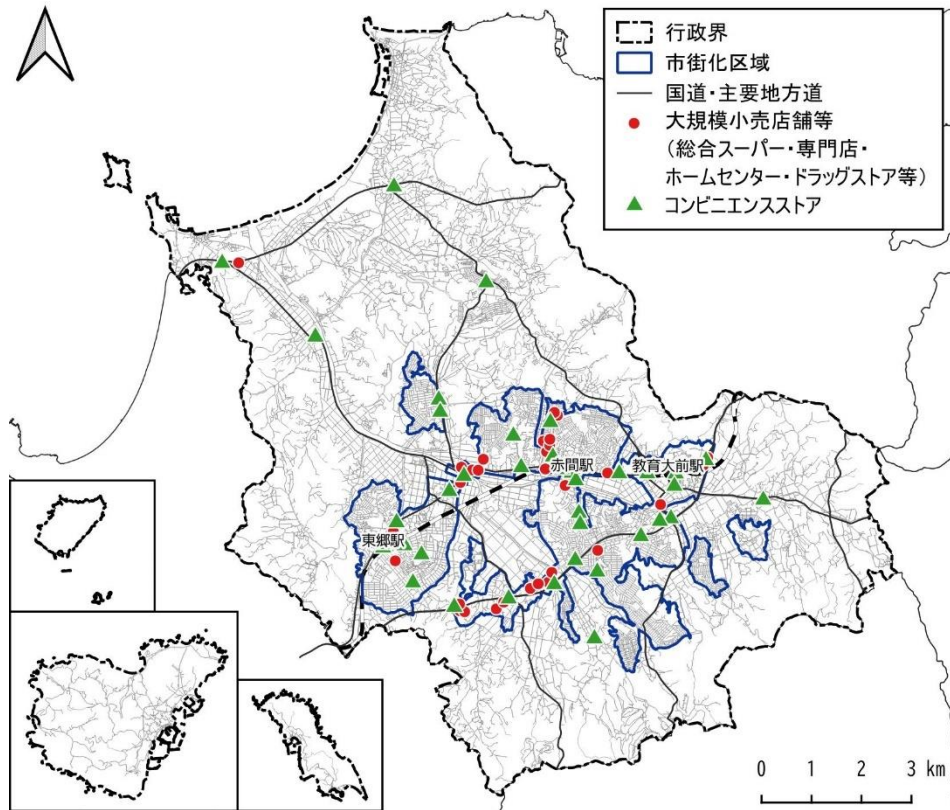 行政界
市街化区域
国道・主要地方道
大規模小売店舗等
（総合スーパー・専門店・
ホームセンター・ドラッグストア等）
コンビニエンスストア
赤間駅
教育大前駅
東郷駅
0 1 2 3 km